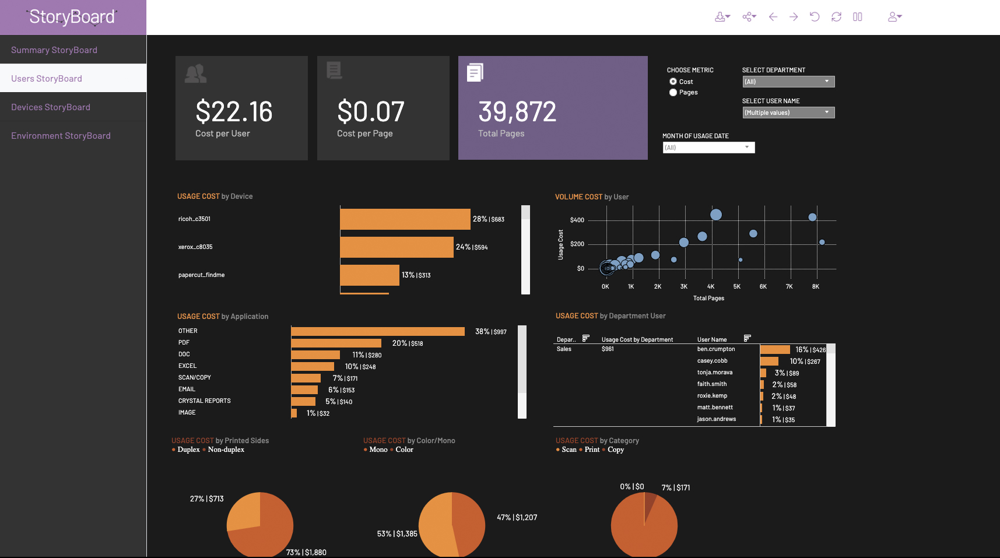 StoryBoard
Summary StoryBoard
Users StoryBoard
Devices StoryBoard
Environment StoryBoard
$22.16
Cost per User
$0.07
Cost per Page
39,872
Total Pages
CHOOSE METRIC
Cost
Pages
SELECT DEPARTMENT
(All)
SELECT USER NAME
(Multiple values)
MONTH OF USAGE DATE
(All)
USAGE COST by Device
ricoh_c3501
28% | $683
xerox_c8035
24% | $594
papercut_findme
13% | $313
VOLUME COST by User
Usage Cost
$400
$200
$0
0K 1K 2K 3K 4K 5K 6K 7K 8K
Total Pages
USAGE COST by Application
OTHER 38% | $997
PDF 20% | $518
DOC 11% | $280
EXCEL 10% | $248
SCAN/COPY 7% | $171
EMAIL 6% | $153
CRYSTAL REPORTS 5% | $140
IMAGE 1% | $32
USAGE COST by Department User
Depar.. Usage Cost by Department User Name
Sales $961 ben.crumpton 16% | $426
casey.cobb 10% | $267
tonja.morava 3% | $89
faith.smith 2% | $58
roxie.kemp 2% | $48
matt.bennett 1% | $37
jason.andrews 1% | $35
USAGE COST by Printed Sides
Duplex Non-duplex
27% | $713
73% | $1,880
USAGE COST by Color/Mono
Mono Color
47% | $1,207
53% | $1,385
USAGE COST by Category
Scan Print Copy
0% | $0
7% | $171